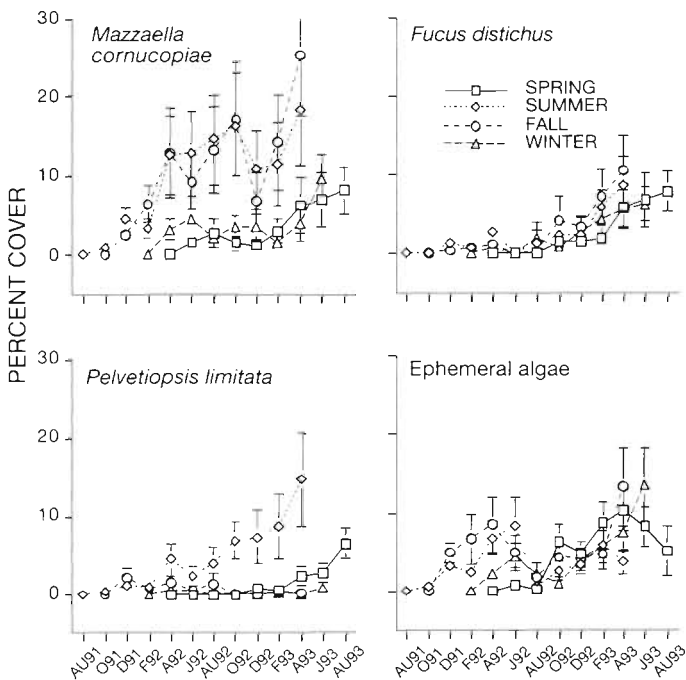 30
Mazzaella
cornucopiae
Fucus distichus
SPRING
SUMMER
FALL
WINTER
20
10
0
PERCENT COVER
30
Pelvetiopsis limitata
Ephemeral algae
20
10
0
AU91 O91 D91 F92 A92 J92 AU92 O92 D92 F93 A93 J93 AU93
AU91 O91 D91 F92 A92 J92 AU92 O92 D92 F93 A93 J93 AU93